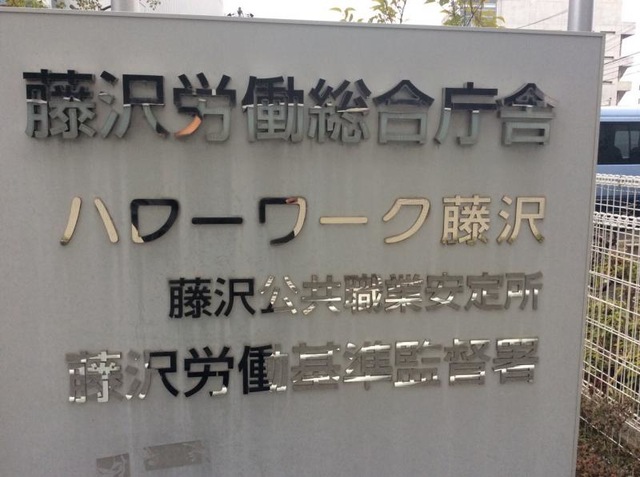 藤沢労働総合庁舎
ハローワーク藤沢
藤沢公共職業安定所
藤沢労働基準監督署